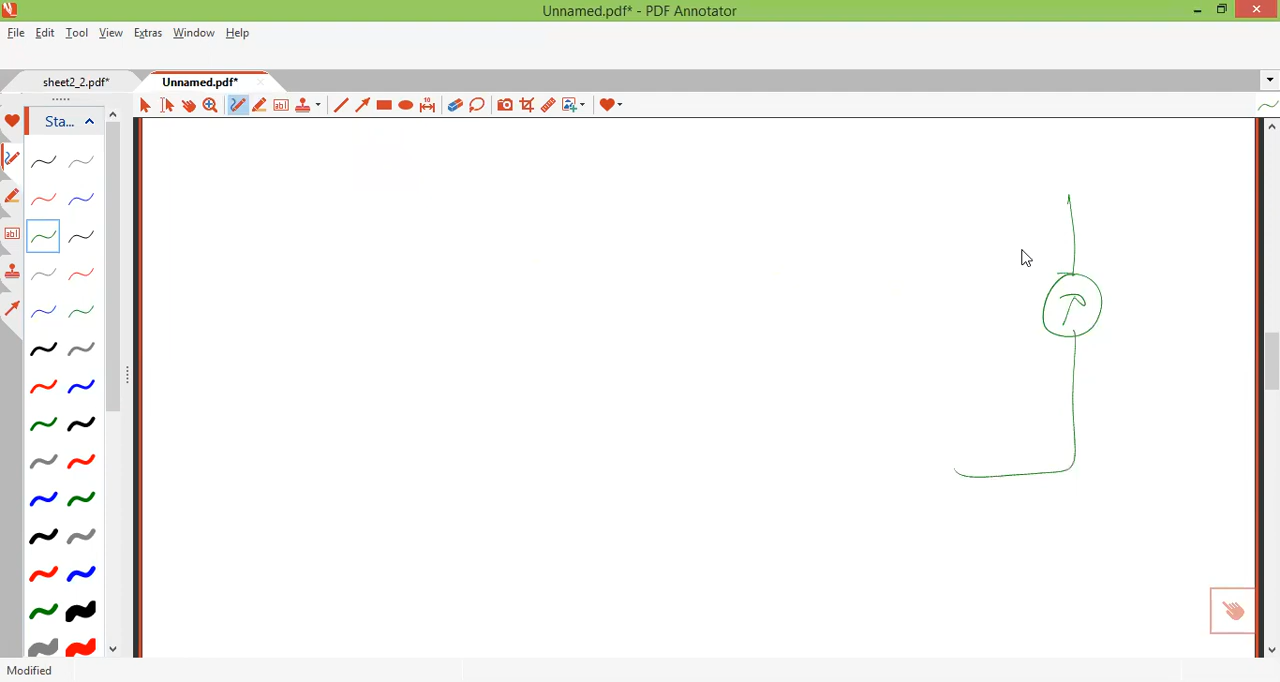 Unnamed.pdf* - PDF Annotator
File Edit Tool View Extras Window Help
sheet2_2.pdf* Unnamed.pdf*
Sta...
Modified